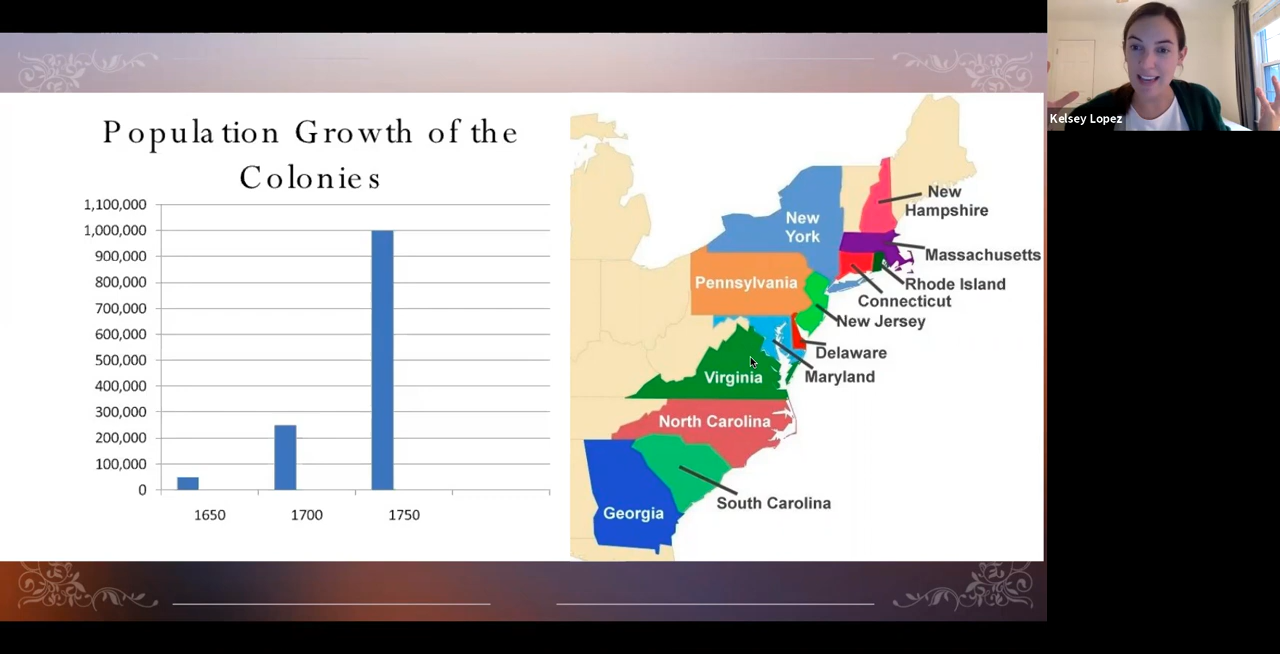 Population Growth of the
Colonies
1,100,000
1,000,000
900,000
800,000
700,000
600,000
500,000
400,000
300,000
200,000
100,000
0
1650
1700
1750
New
Hampshire
New
York
Massachusetts
Pennsylvania
Rhode Island
Connecticut
New Jersey
Delaware
Maryland
Virginia
North Carolina
South Carolina
Georgia
Kelsey Lopez